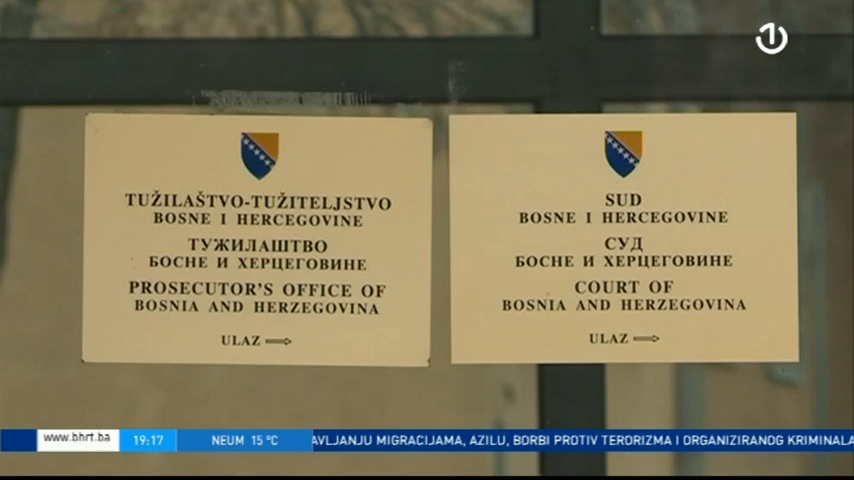 TUŽILAŠTVO-TUŽITELJSTVO
BOSNE I HERCEGOVINE
ТУЖИЛАШТВО
БОСНЕ И ХЕРЦЕГОВИНЕ
PROSECUTOR'S OFFICE OF
BOSNIA AND HERZEGOVINA
ULAZ
SUD
BOSNE I HERCEGOVINE
СУД
БОСНЕ И ХЕРЦЕГОВИНЕ
COURT OF
BOSNIA AND HERZEGOVINA
ULAZ
www.bhrt.ba 19:17 NEUM 15 °C AVLJANJU MIGRACIJAMA, AZILU, BORBI PROTIV TERORIZMA I ORGANIZIRANOG KRIMINALA